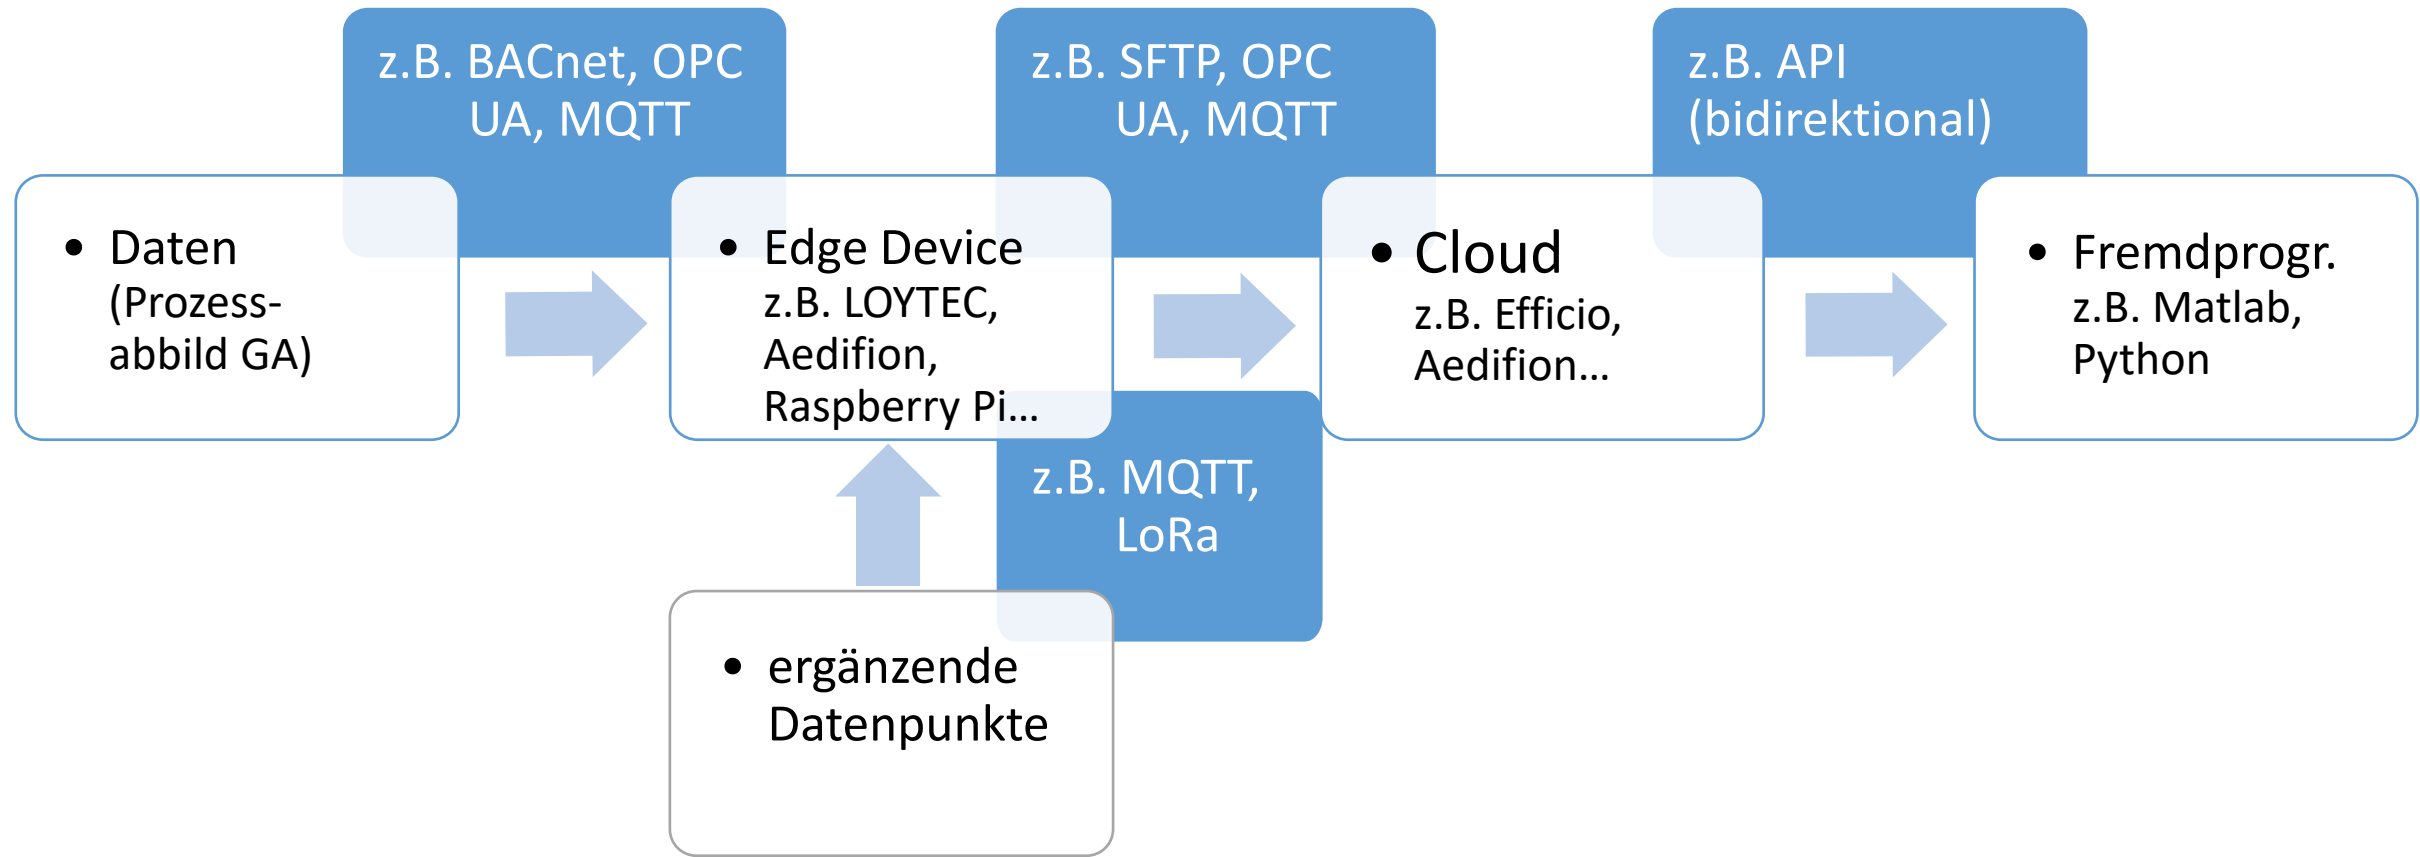 z.B. BACnet, OPC
UA, MQTT
z.B. SFTP, OPC
UA, MQTT
z.B. API
(bidirektional)
• Daten
(Prozess-
abbild GA)
• Edge Device
z.B. LOYTEC,
Aedifion,
Raspberry Pi...
• Cloud
z.B. Efficio,
Aedifion...
• Fremdprogr.
z.B. Matlab,
Python
z.B. MQTT,
LoRa
• ergänzende
Datenpunkte